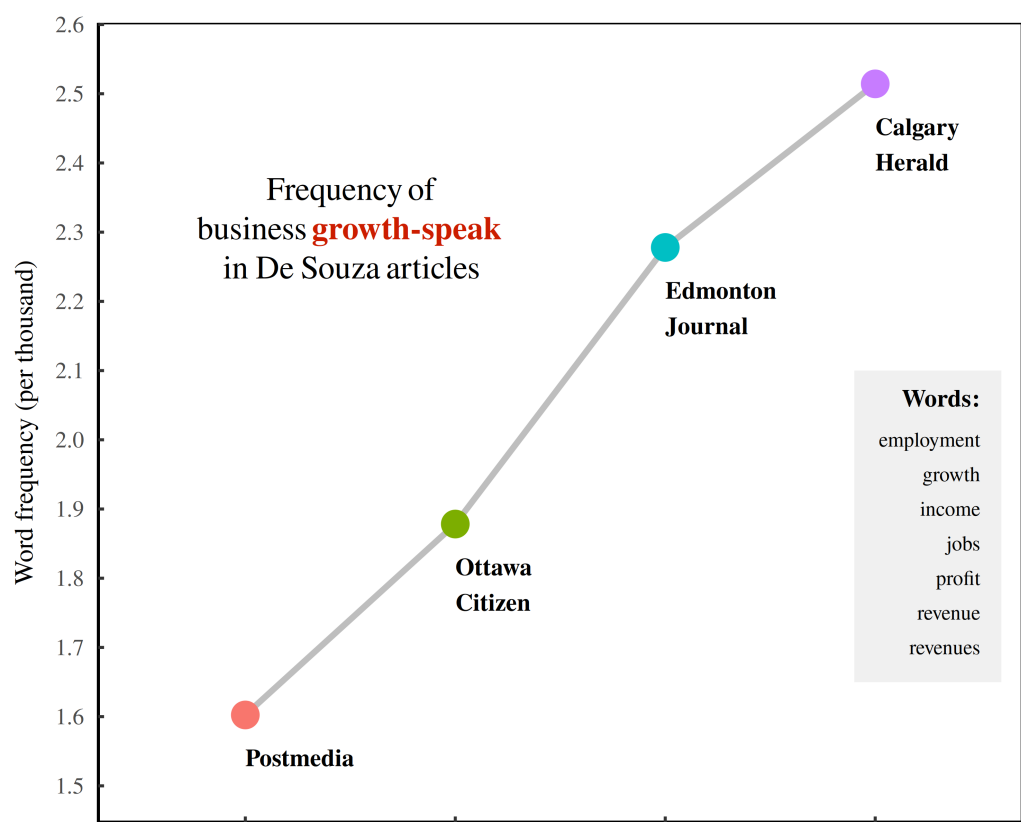 2.6
2.5
2.4
2.3
2.2
2.1
2.0
1.9
1.8
1.7
1.6
1.5
Word frequency (per thousand)
Frequency of
business growth-speak
in De Souza articles
Calgary
Herald
Edmonton
Journal
Ottawa
Citizen
Postmedia
Words:
employment
growth
income
jobs
profit
revenue
revenues